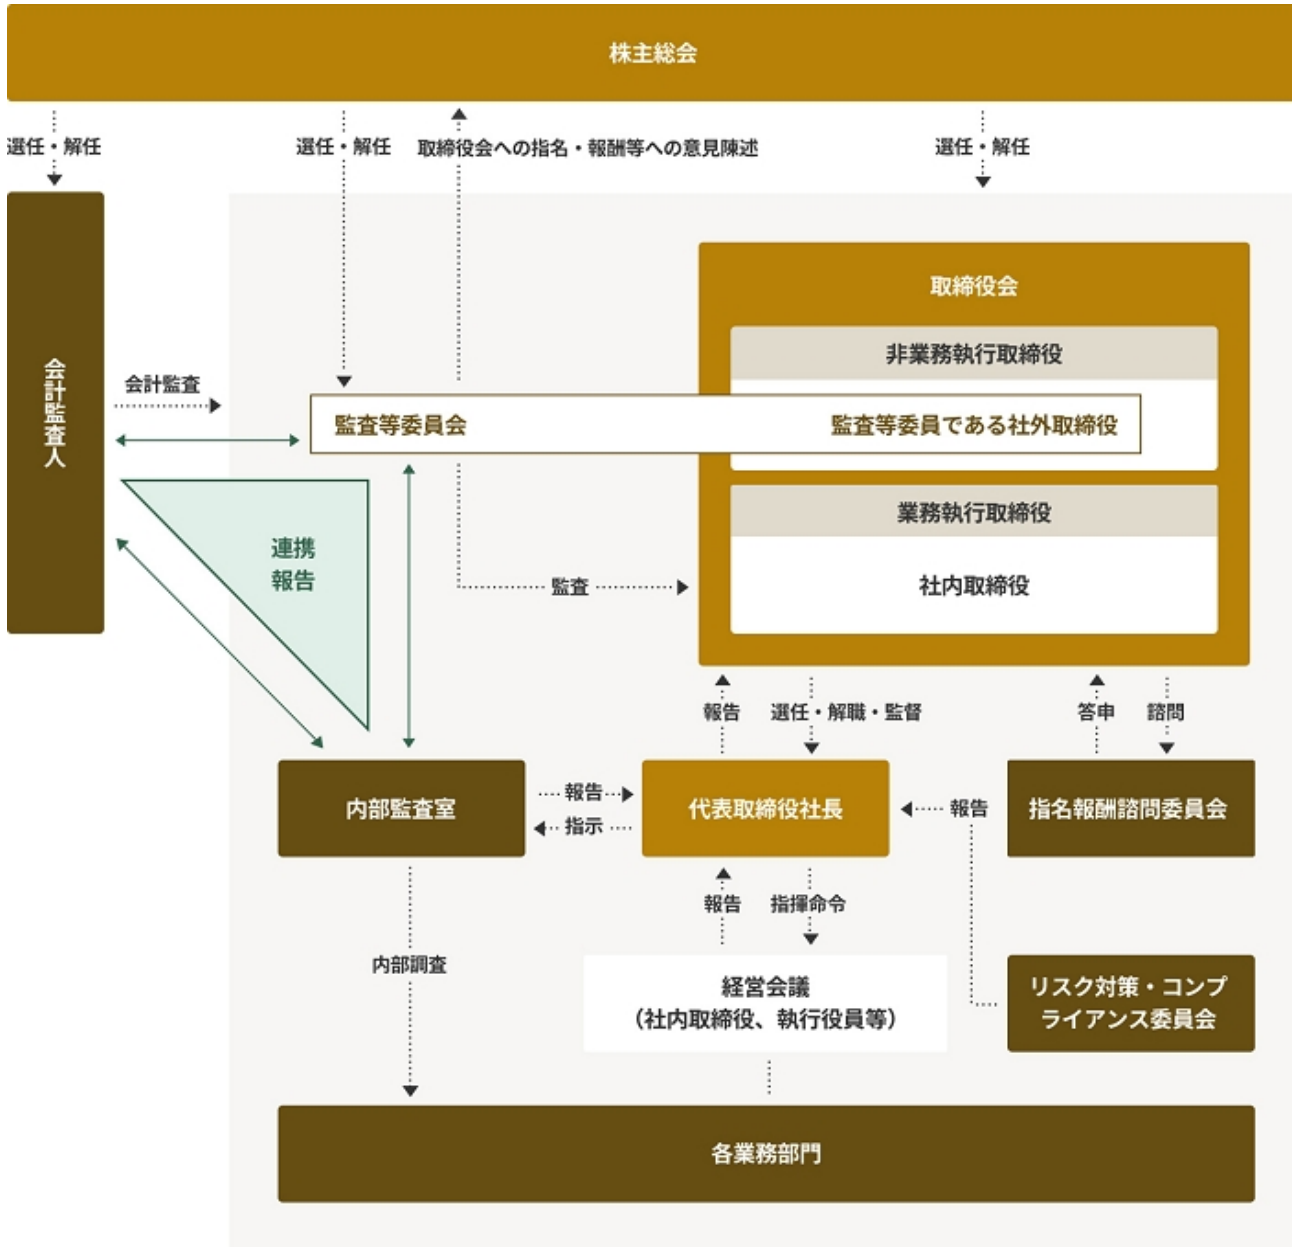 株主総会
選任・解任
選任・解任
取締役会への指名・報酬等への意見陳述
選任・解任
取締役会
非業務執行取締役
会計監査人
会計監査
監査等委員会
監査等委員である社外取締役
業務執行取締役
連携
報告
監査
社内取締役
報告
選任・解職・監督
答申
諮問
内部監査室
報告
指示
代表取締役社長
報告
指名報酬諮問委員会
報告
指揮命令
内部調査
経営会議
（社内取締役、執行役員等）
リスク対策・コンプ
ライアンス委員会
各業務部門